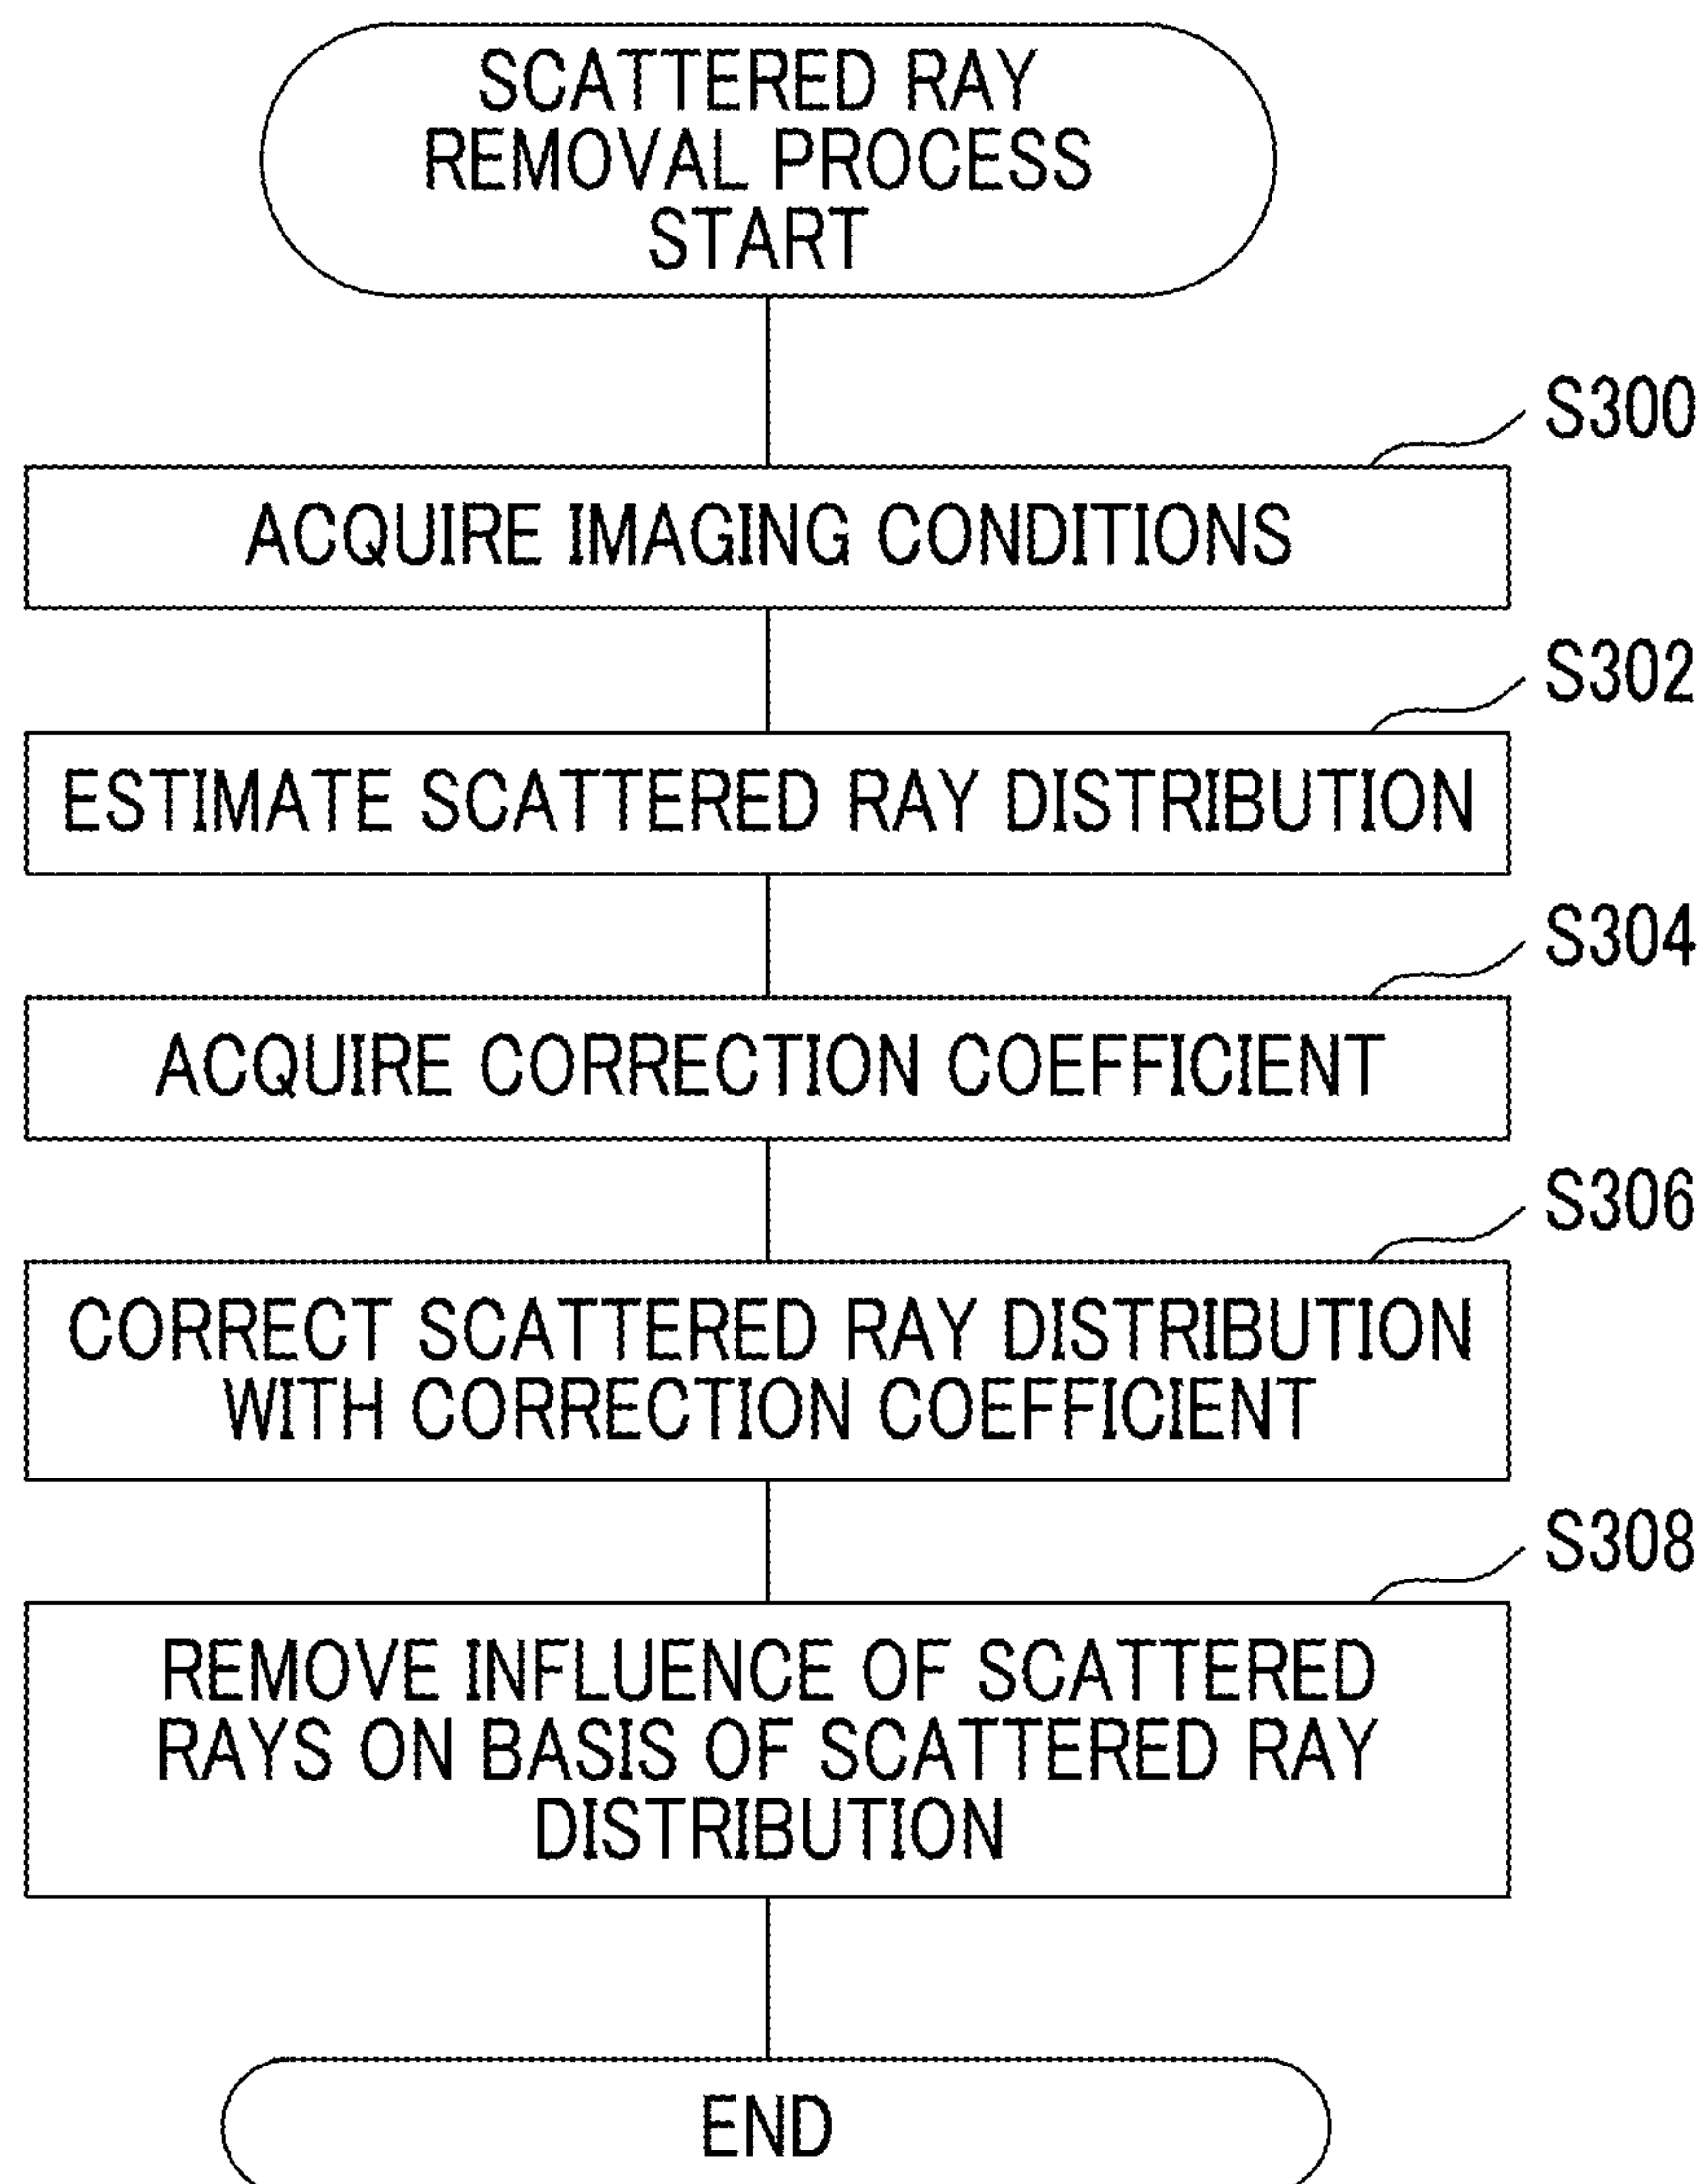 SCATTERED RAY
REMOVAL PROCESS
START
S300
ACQUIRE IMAGING CONDITIONS
S302
ESTIMATE SCATTERED RAY DISTRIBUTION
S304
ACQUIRE CORRECTION COEFFICIENT
S306
CORRECT SCATTERED RAY DISTRIBUTION
WITH CORRECTION COEFFICIENT
S308
REMOVE INFLUENCE OF SCATTERED
RAYS ON BASIS OF SCATTERED RAY
DISTRIBUTION
END